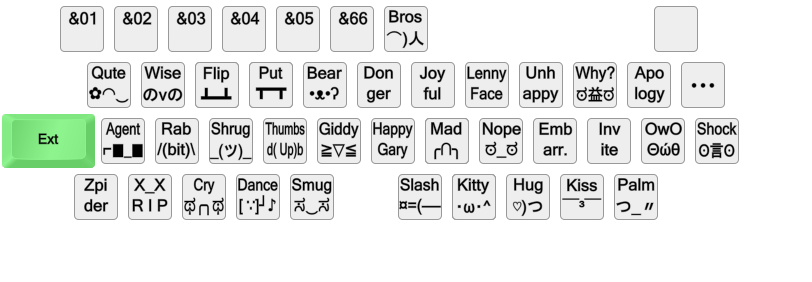 &01 &02 &03 &04 &05 &66 Bros
⌒)人
Qute Wise Flip Put Bear Don Joy Lenny Unh Why? Apo •••
✿◠‿ のvの ┻━┻ ┳━┳ •ᴥ•ʔ ger ful Face appy ಠ益ಠ logy
Ext
Agent Rab Shrug Thumbs Giddy Happy Mad Nope Emb Inv OwO Shock
⌐■_■ /(bit)\ _(ツ)_ d( Up)b ≧▽≦ Gary ╭∩╮ ಠ_ಠ arr. ite Θώθ ʘ言ʘ
Zpi X_X Cry Dance Smug Slash Kitty Hug Kiss Palm
der R I P ಥ╭╮ಥ [ ∵]┘♪ ಸ‿ಸ ¤=(— ･ω･^ ♡)つ ￣³￣ つ_〃